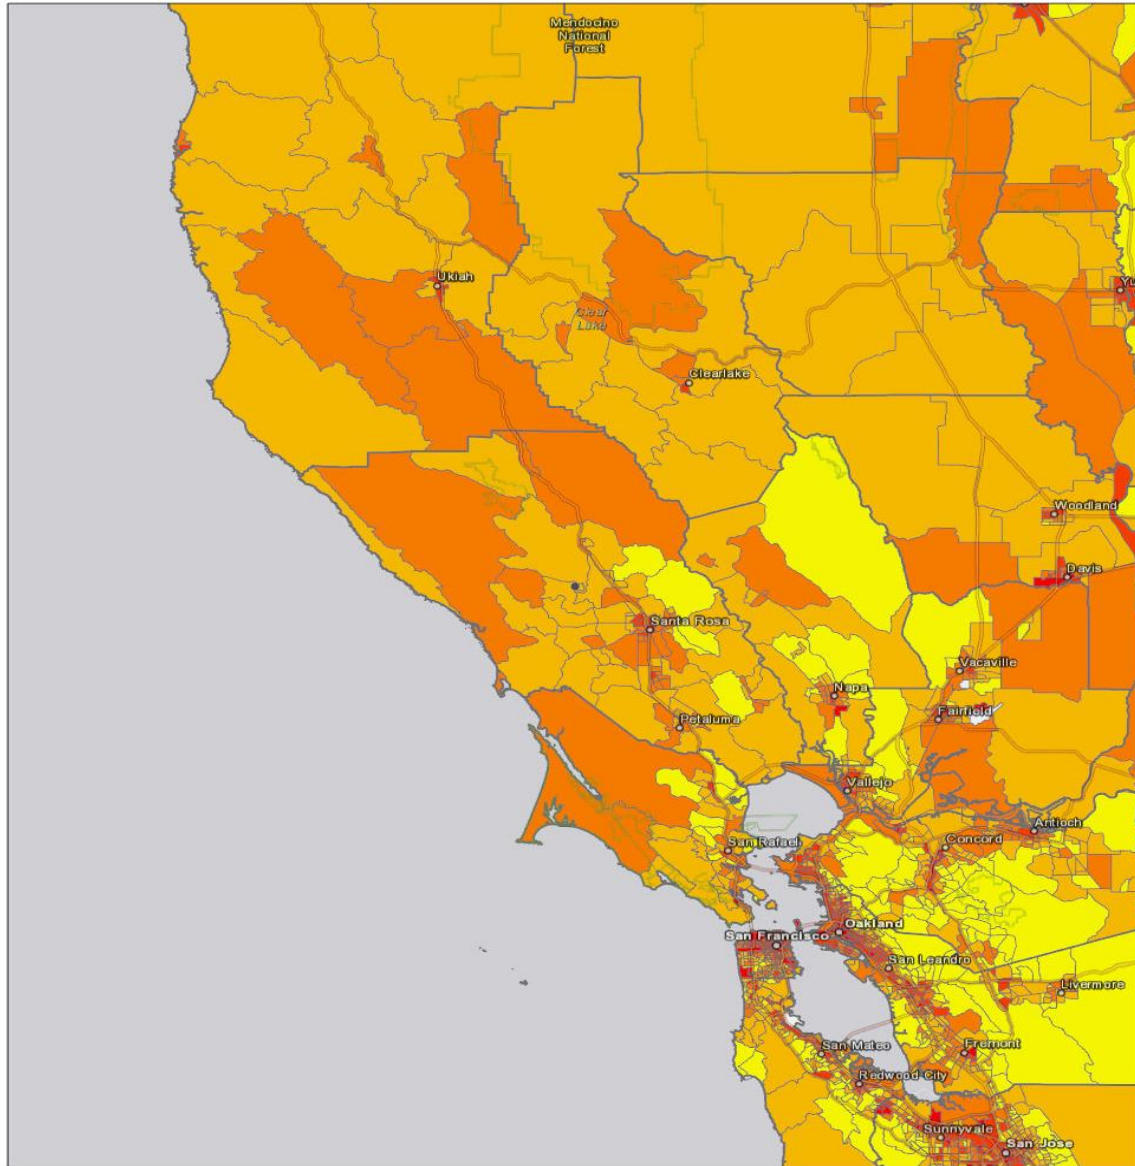 Mendocino
National
Forest
Ukiah
Yu
Clear
Lake
Clearlake
Woodland
Davis
Santa Rosa
Vacaville
Napa
Fairfield
Petaluma
Vallejo
Antioch
San Rafael
Concord
Oakland
San Francisco
San Leandro
Livermore
San Mateo
Fremont
Redwood City
Sunnyvale
San Jose